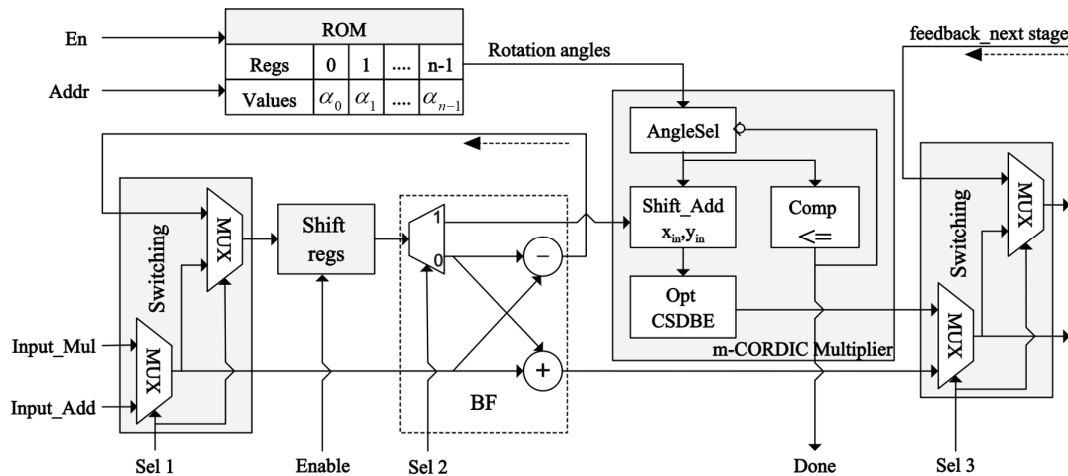 ROM
En
Regs 0 1 .... n-1
Addr
Values α₀ α₁ .... αₙ₋₁
Rotation angles
feedback_next stage
AngleSel
Switching
MUX
MUX
Shift
regs
1
0
−
+
BF
Shift_Add
xᵢₙ,yᵢₙ
Comp
<=
Opt
CSDBE
m-CORDIC Multiplier
Switching
MUX
MUX
Input_Mul
Input_Add
Sel 1
Enable
Sel 2
Done
Sel 3